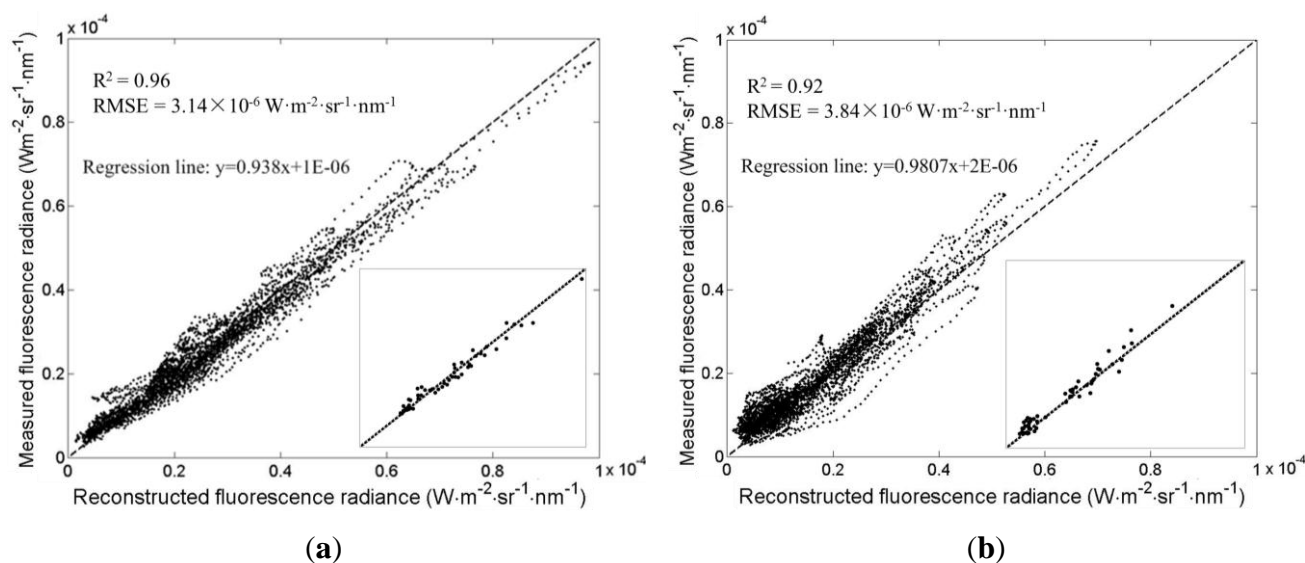 1 x 10⁻⁴
R² = 0.96
RMSE = 3.14×10⁻⁶ W·m⁻²·sr⁻¹·nm⁻¹
Regression line: y=0.938x+1E-06
Measured fluorescence radiance (Wm⁻²·sr⁻¹·nm⁻¹)
0.8
0.6
0.4
0.2
0
0 0.2 0.4 0.6 0.8 1 x 10⁻⁴
Reconstructed fluorescence radiance (W·m⁻²·sr⁻¹·nm⁻¹)
(a)
1 x 10⁻⁴
R² = 0.92
RMSE = 3.84×10⁻⁶ W·m⁻²·sr⁻¹·nm⁻¹
Regression line: y=0.9807x+2E-06
Measured fluorescence radiance (Wm⁻²·sr⁻¹·nm⁻¹)
0.8
0.6
0.4
0.2
0
0 0.2 0.4 0.6 0.8 1 x 10⁻⁴
Reconstructed fluorescence radiance (W·m⁻²·sr⁻¹·nm⁻¹)
(b)